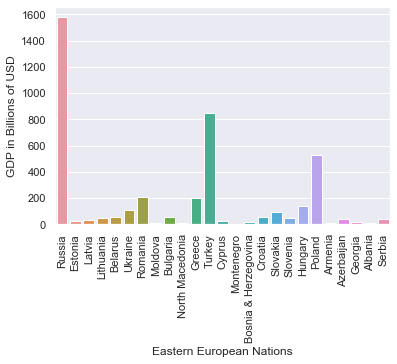 1600
1400
1200
1000
800
600
400
200
0
GDP in Billions of USD
Russia
Estonia
Latvia
Lithuania
Belarus
Ukraine
Romania
Moldova
Bulgaria
North Macedonia
Greece
Turkey
Cyprus
Montenegro
Bosnia & Herzegovina
Croatia
Slovakia
Slovenia
Hungary
Poland
Armenia
Azerbaijan
Georgia
Albania
Serbia
Eastern European Nations